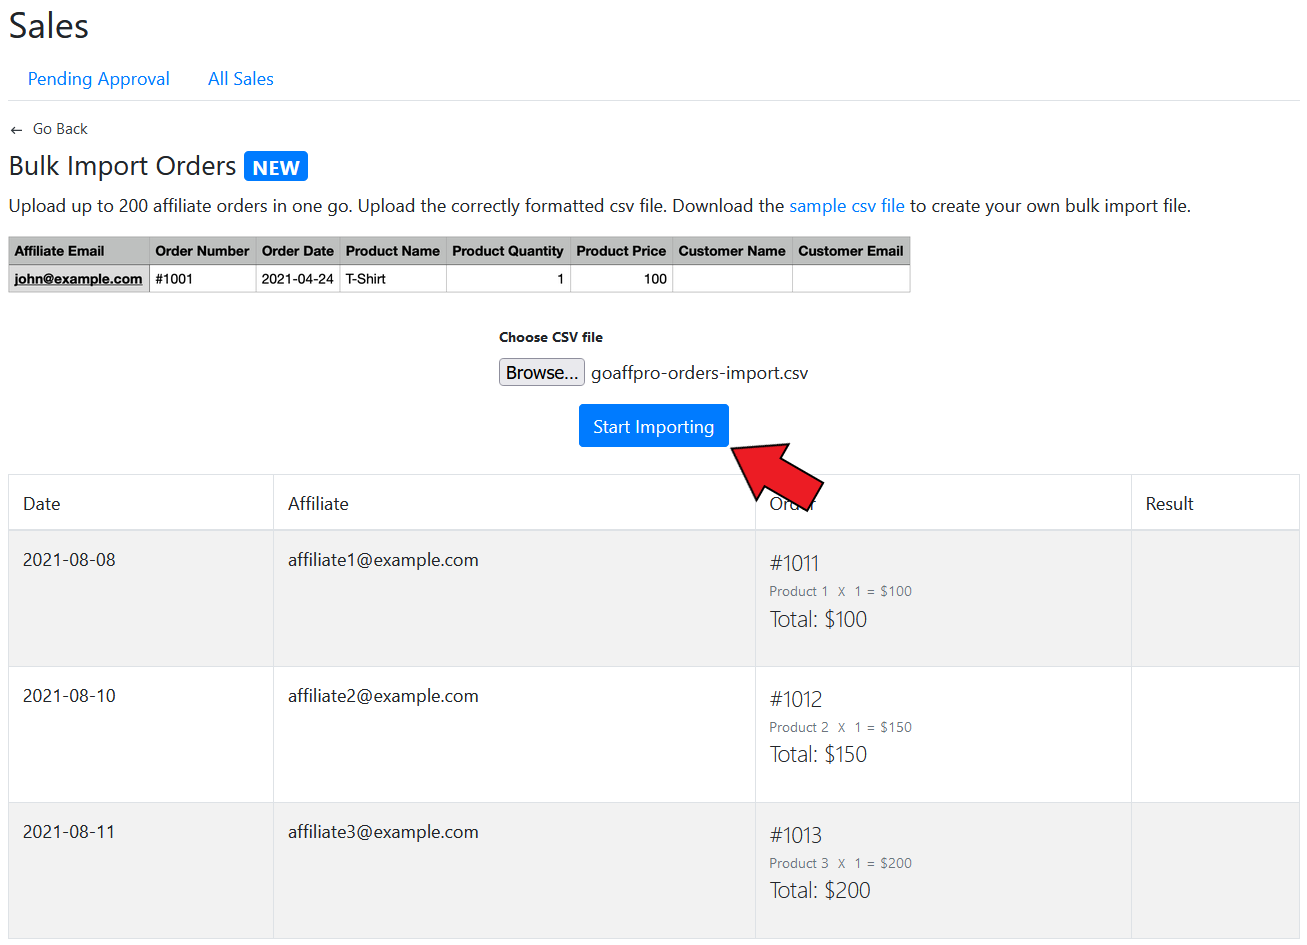 Sales
Pending Approval All Sales
← Go Back
Bulk Import Orders NEW
Upload up to 200 affiliate orders in one go. Upload the correctly formatted csv file. Download the sample csv file to create your own bulk import file.
Affiliate Email Order Number Order Date Product Name Product Quantity Product Price Customer Name Customer Email
john@example.com #1001 2021-04-24 T-Shirt 1 100
Choose CSV file
Browse... goaffpro-orders-import.csv
Start Importing
Date Affiliate Order Result
2021-08-08 affiliate1@example.com #1011
Product 1 X 1 = $100
Total: $100
2021-08-10 affiliate2@example.com #1012
Product 2 X 1 = $150
Total: $150
2021-08-11 affiliate3@example.com #1013
Product 3 X 1 = $200
Total: $200